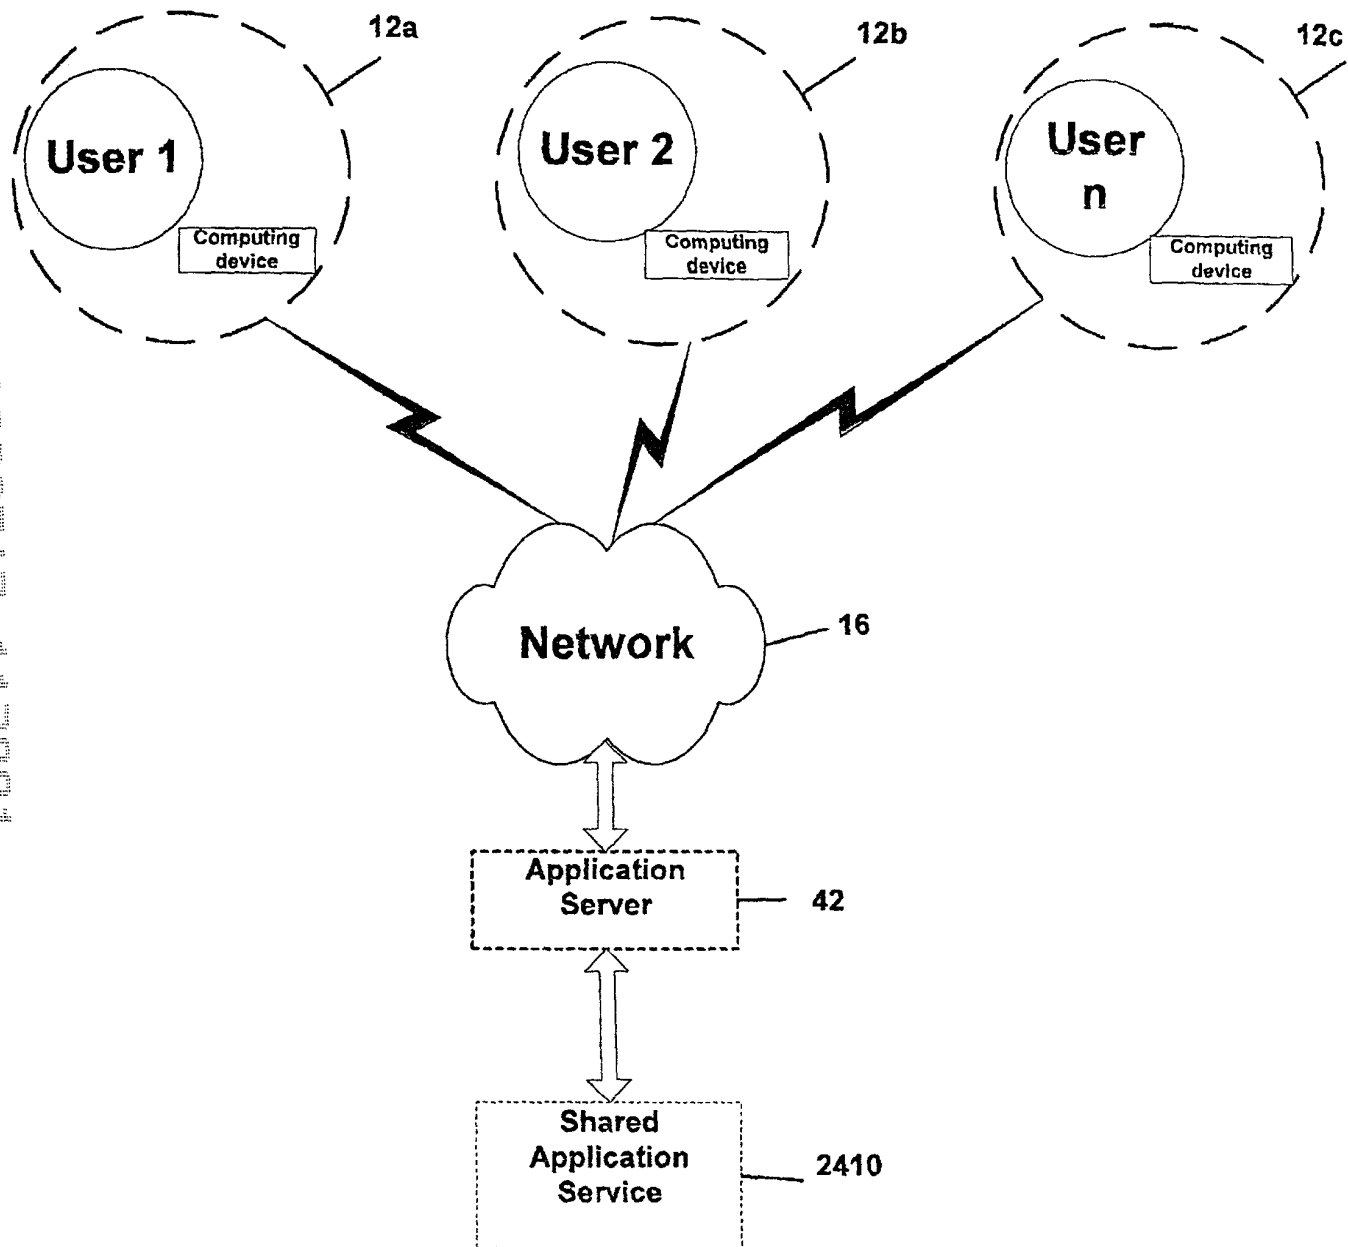 12a
12b
12c
User 1
User 2
User
n
Computing
device
Computing
device
Computing
device
Network
16
Application
Server
42
Shared
Application
Service
2410